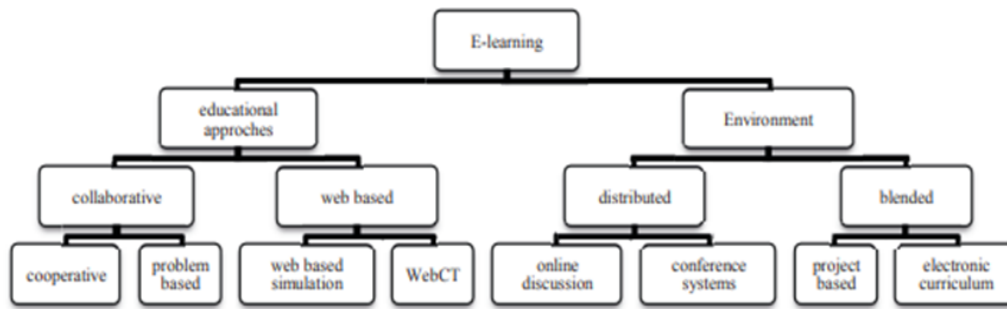 E-learning
educational
approches
Environment
collaborative
web based
distributed
blended
cooperative
problem
based
web based
simulation
WebCT
online
discussion
conference
systems
project
based
electronic
curriculum